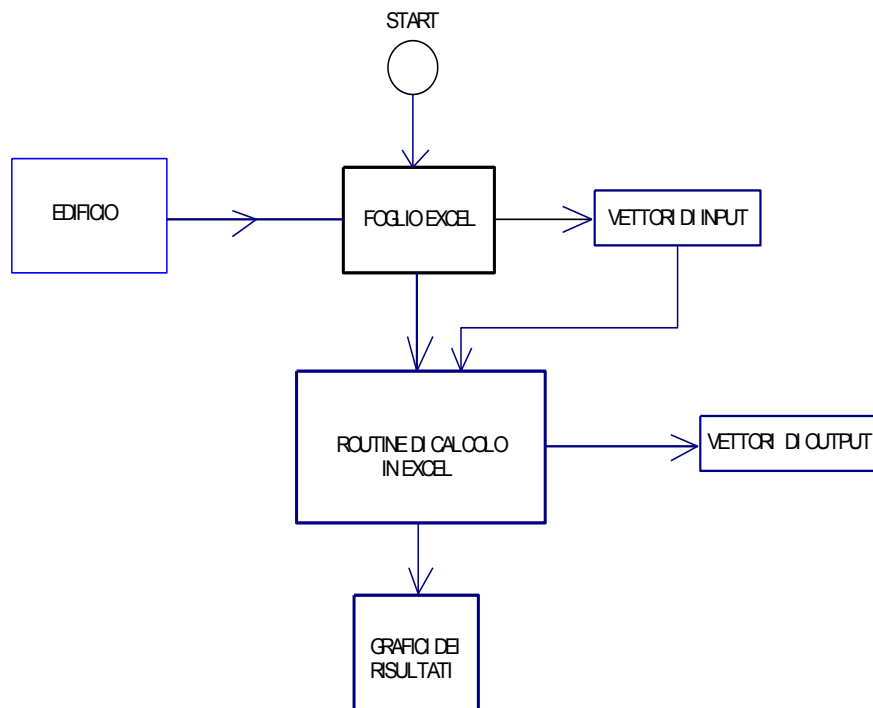 START
EDIFICIO
FOGLIO EXCEL
VETTORI DI INPUT
ROUTINE DI CALCOLO
IN EXCEL
VETTORI DI OUTPUT
GRAFICI DEI
RISULTATI